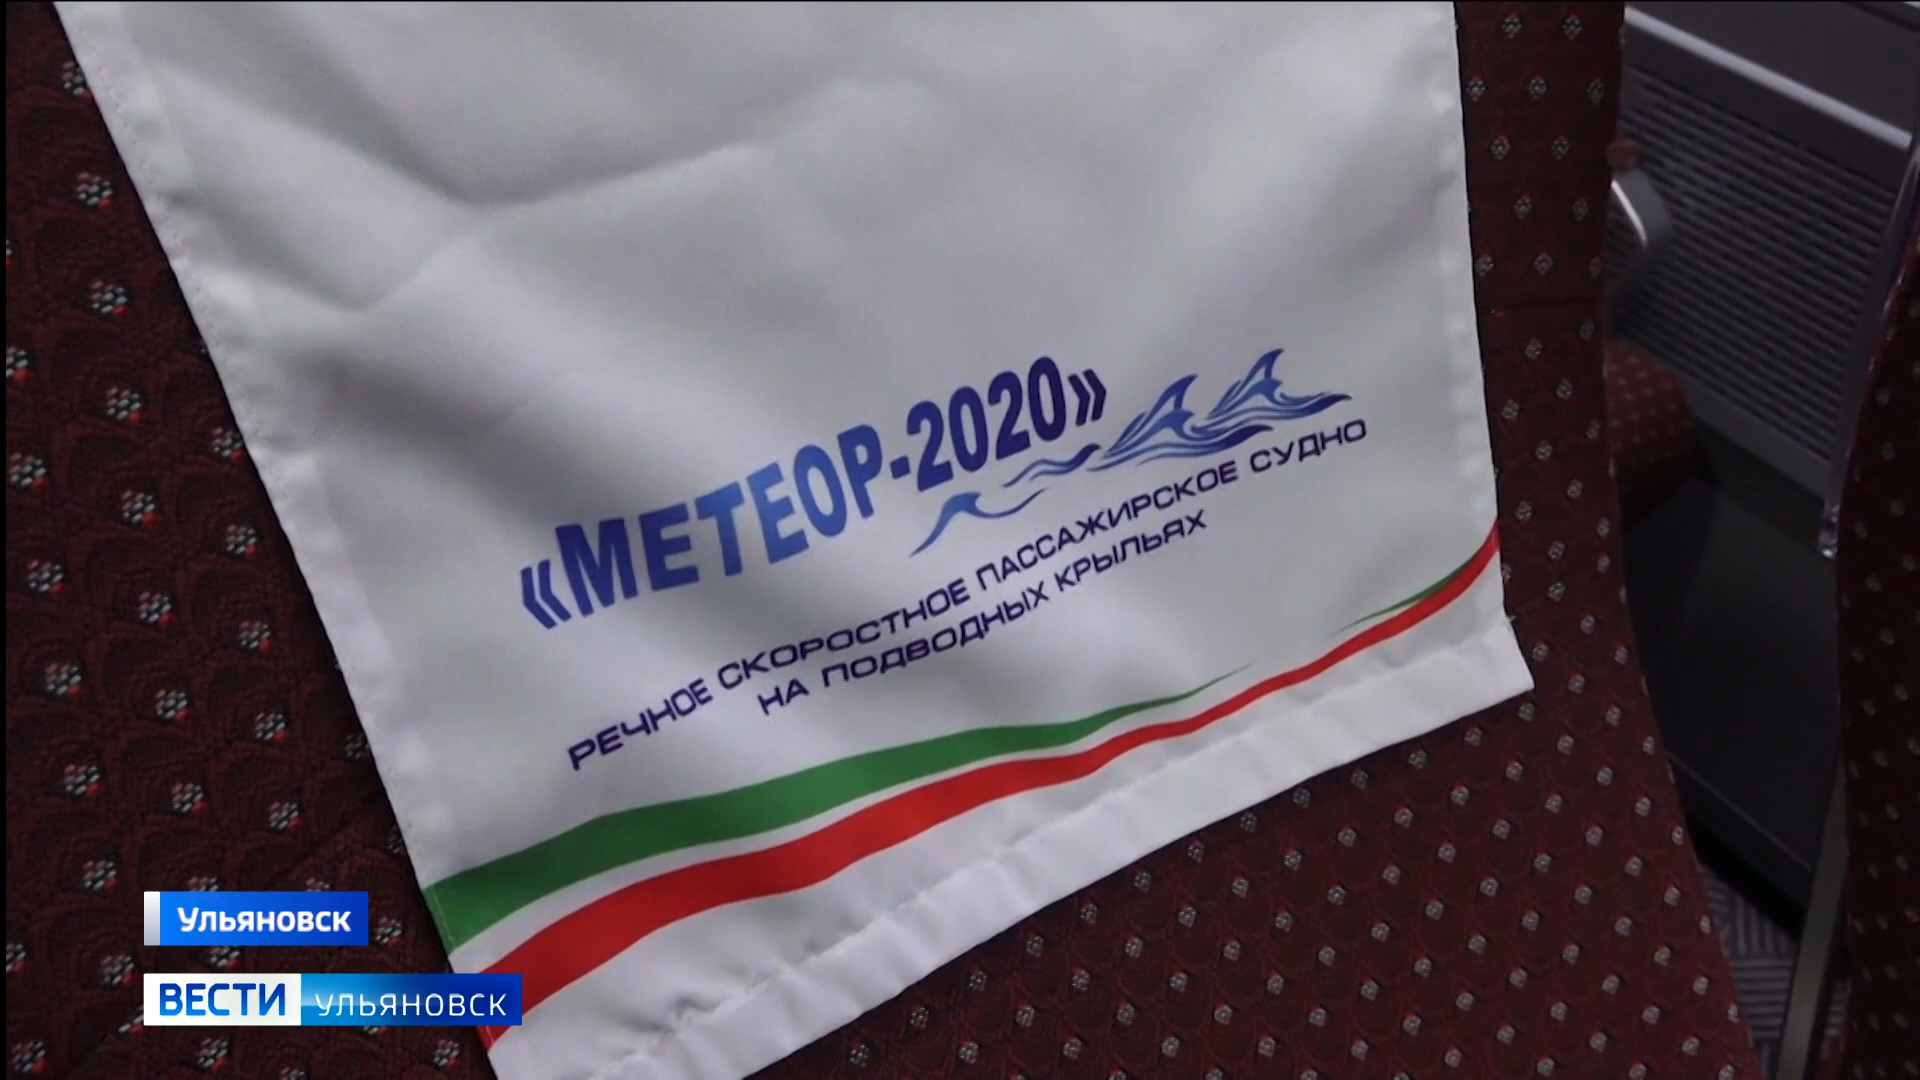 «МЕТЕОР-2020»
РЕЧНОЕ СКОРОСТНОЕ ПАССАЖИРСКОЕ СУДНО
НА ПОДВОДНЫХ КРЫЛЬЯХ
Ульяновск
ВЕСТИ УЛЬЯНОВСК